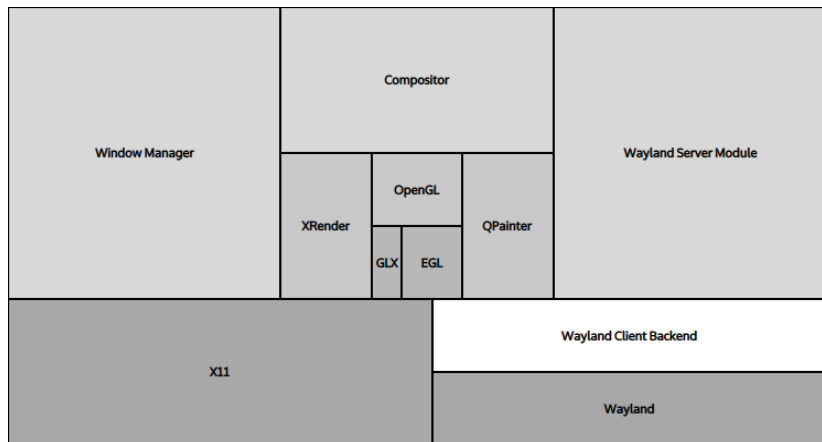 Compositor
Window Manager
Wayland Server Module
OpenGL
XRender
QPainter
GLX
EGL
Wayland Client Backend
X11
Wayland